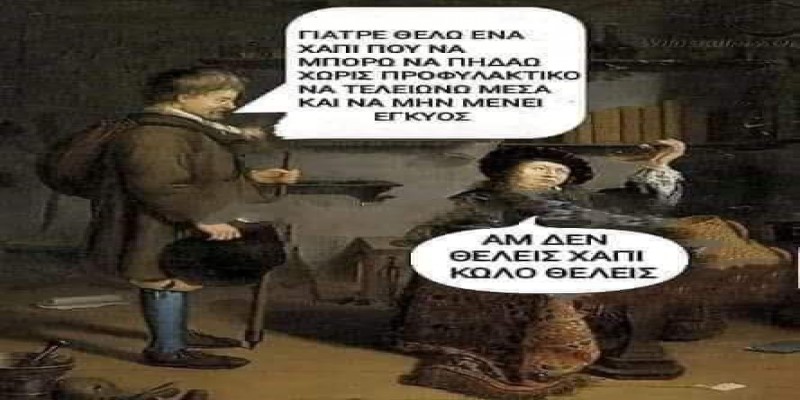 ΓΙΑΤΡΕ ΘΕΛΩ ΕΝΑ
ΧΑΠΙ ΠΟΥ ΝΑ
ΜΠΟΡΩ ΝΑ ΠΗΔΑΩ
ΧΩΡΙΣ ΠΡΟΦΥΛΑΚΤΙΚΟ
ΝΑ ΤΕΛΕΙΩΝΩ ΜΕΣΑ
ΚΑΙ ΝΑ ΜΗΝ ΜΕΝΕΙ
ΕΓΚΥΟΣ
ΑΜ ΔΕΝ
ΘΕΛΕΙΣ ΧΑΠΙ
ΚΩΛΟ ΘΕΛΕΙΣ